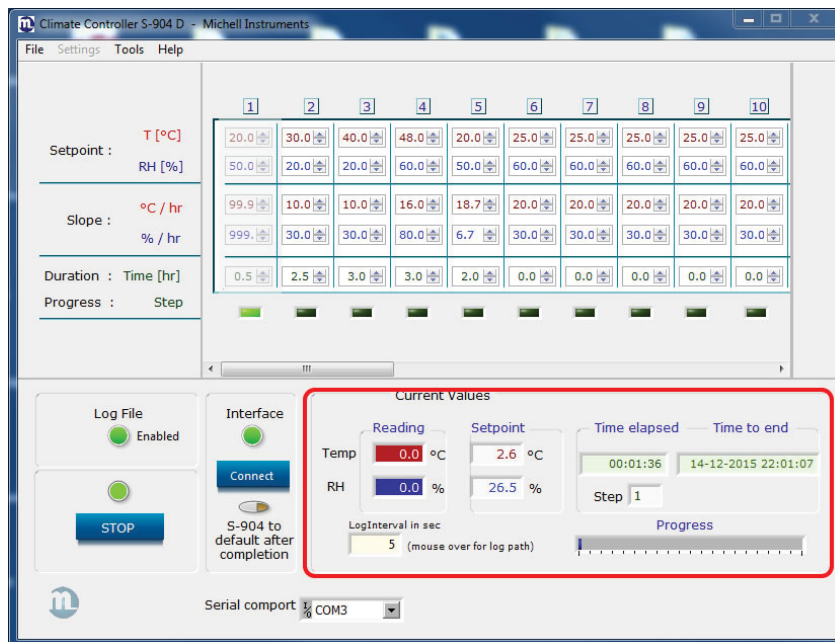 Climate Controller S-904 D - Michell Instruments
File Settings Tools Help
1 2 3 4 5 6 7 8 9 10
Setpoint :
T [ºC] 20.0 30.0 40.0 48.0 20.0 25.0 25.0 25.0 25.0 25.0
RH [%] 50.0 20.0 20.0 60.0 50.0 60.0 60.0 60.0 60.0 60.0
Slope :
ºC / hr 99.9 10.0 10.0 16.0 18.7 20.0 20.0 20.0 20.0 20.0
% / hr 999. 30.0 30.0 80.0 6.7 30.0 30.0 30.0 30.0 30.0
Duration : Time [hr] 0.5 2.5 3.0 3.0 2.0 0.0 0.0 0.0 0.0 0.0
Progress : Step
Log File
Enabled
STOP
Interface
Connect
S-904 to
default after
completion
Current Values
Reading Setpoint
Temp 0.0 ºC 2.6 ºC
RH 0.0 % 26.5 %
LogInterval in sec
5 (mouse over for log path)
Time elapsed Time to end
00:01:36 14-12-2015 22:01:07
Step 1
Progress
Serial comport I/O COM3